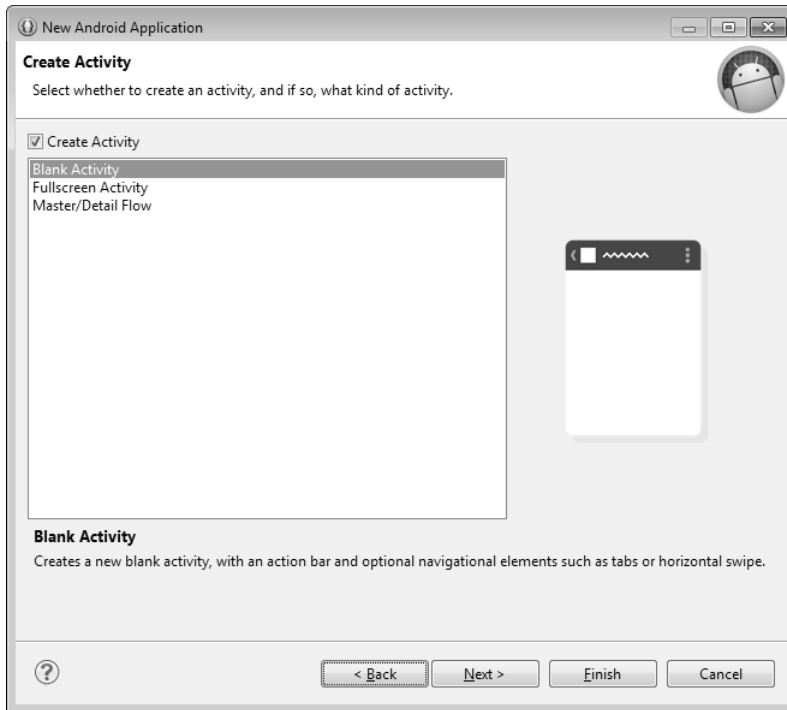 New Android Application
Create Activity
Select whether to create an activity, and if so, what kind of activity.
Create Activity
Blank Activity
Fullscreen Activity
Master/Detail Flow
Blank Activity
Creates a new blank activity, with an action bar and optional navigational elements such as tabs or horizontal swipe.
? < Back Next > Finish Cancel